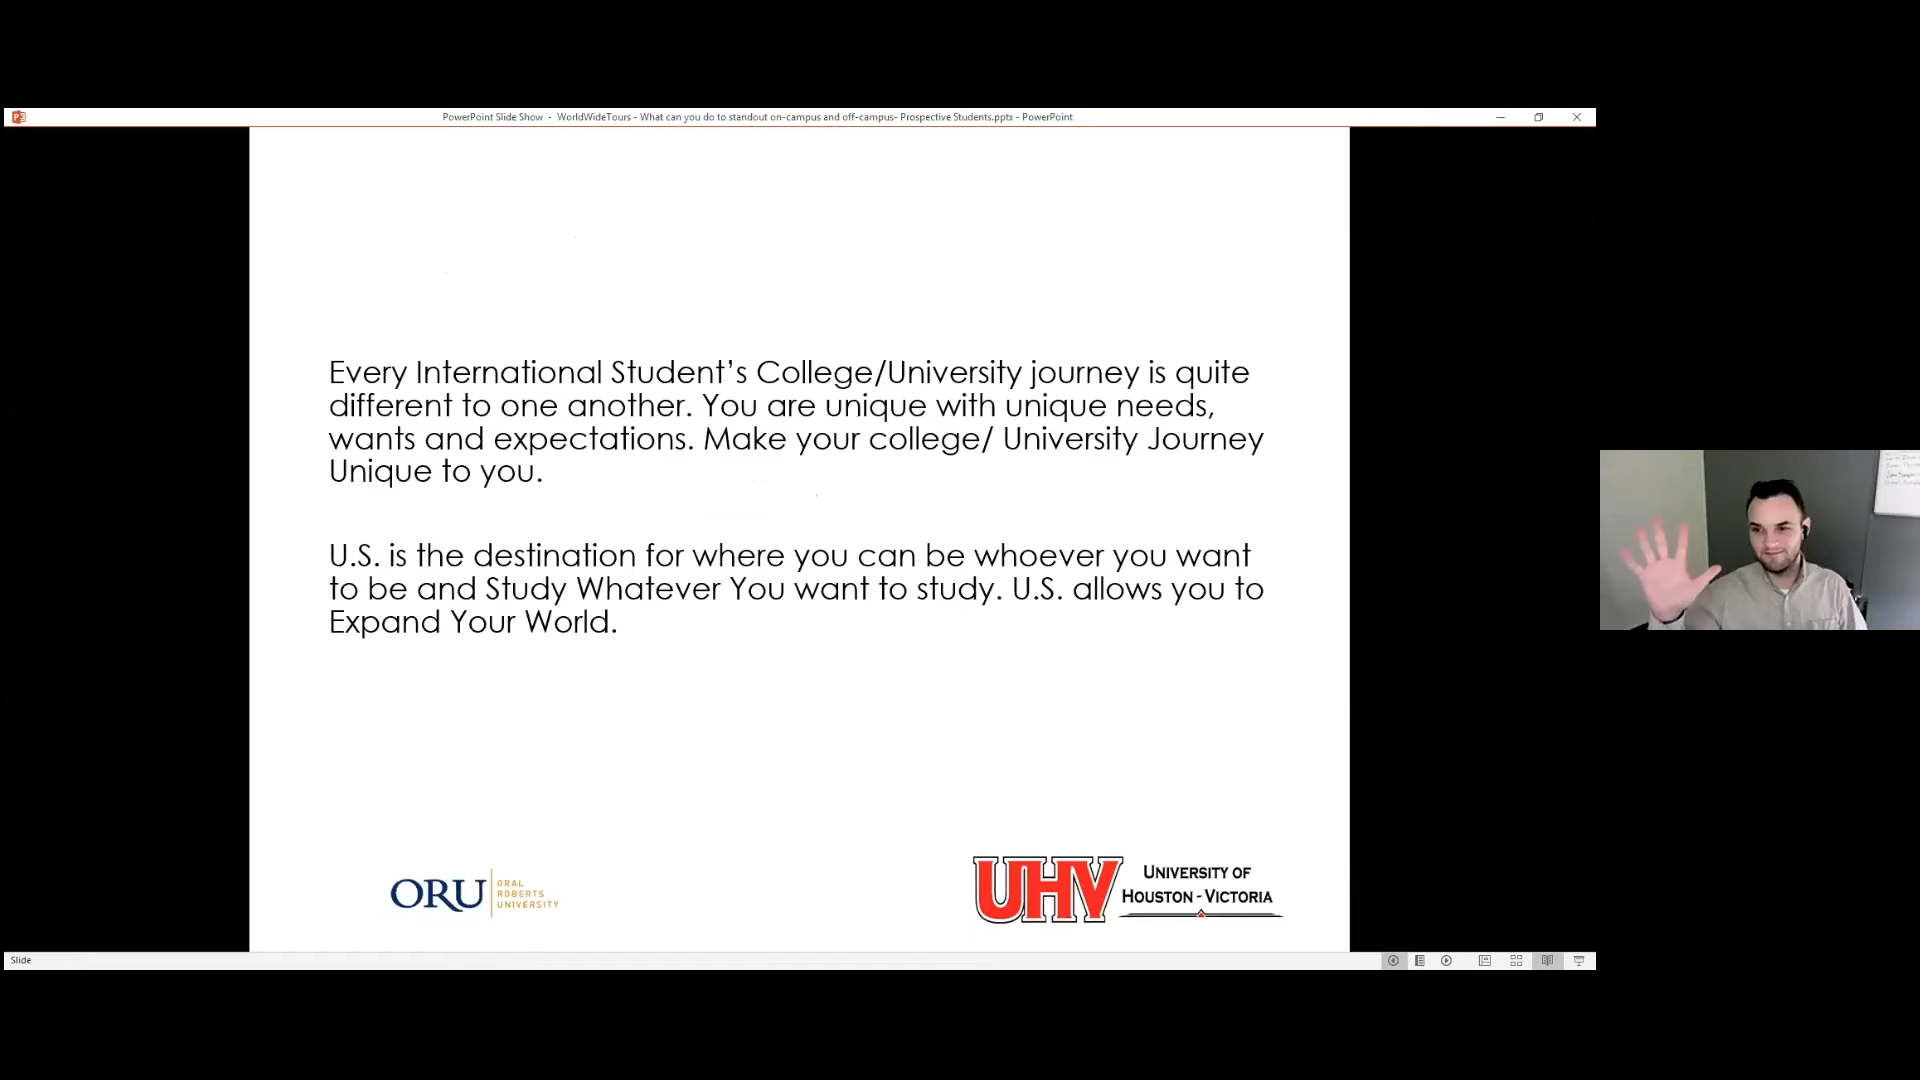 PowerPoint Slide Show - WorldWideTours - What can you do to standout on-campus and off-campus- Prospective Students.pptx - PowerPoint
Every International Student’s College/University journey is quite
different to one another. You are unique with unique needs,
wants and expectations. Make your college/ University Journey
Unique to you.
U.S. is the destination for where you can be whoever you want
to be and Study Whatever You want to study. U.S. allows you to
Expand Your World.
ORU
ORAL
ROBERTS
UNIVERSITY
UHV
UNIVERSITY OF
HOUSTON - VICTORIA
Slide